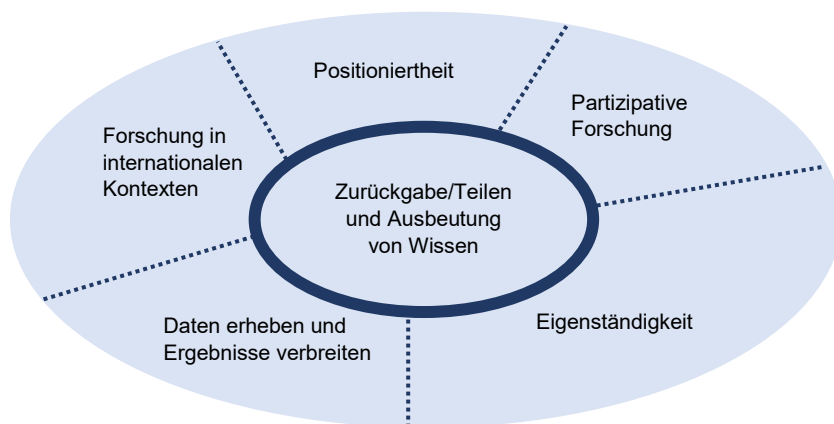 Positioniertheit
Partizipative
Forschung
Forschung in
internationalen
Kontexten
Zurückgabe/Teilen
und Ausbeutung
von Wissen
Daten erheben und
Ergebnisse verbreiten
Eigenständigkeit